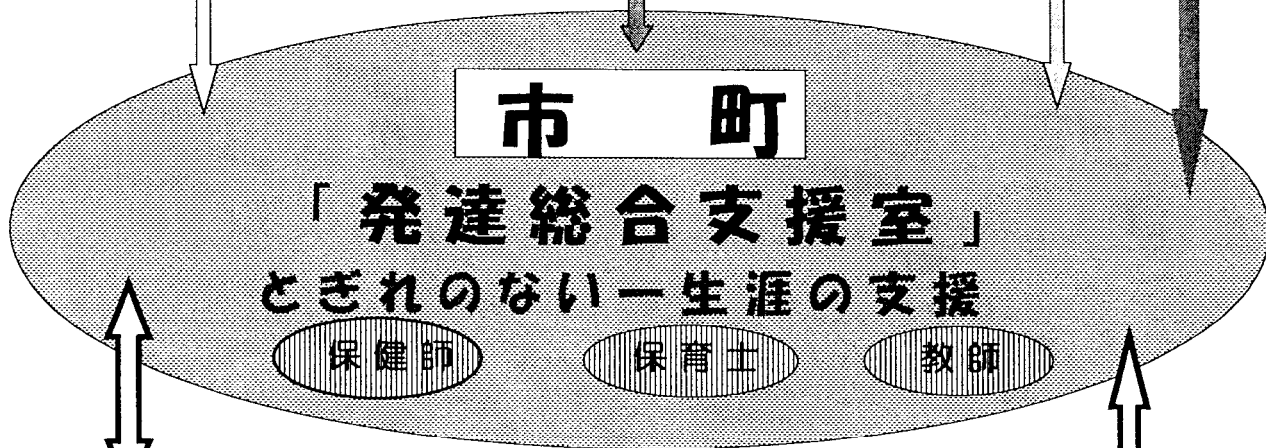 市 町
「発達総合支援室」
とぎれのない一生涯の支援
保健師 保育士 教師